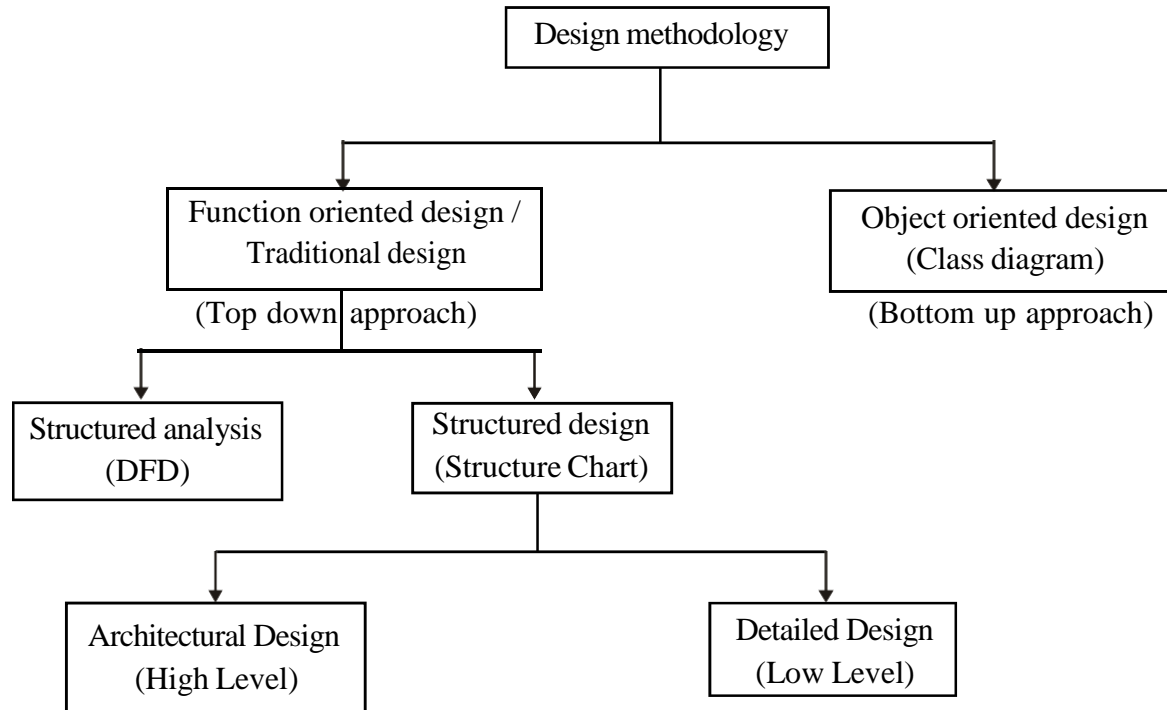 Design methodology
Function oriented design /
Traditional design
Object oriented design
(Class diagram)
(Top down approach)
(Bottom up approach)
Structured analysis
(DFD)
Structured design
(Structure Chart)
Architectural Design
(High Level)
Detailed Design
(Low Level)